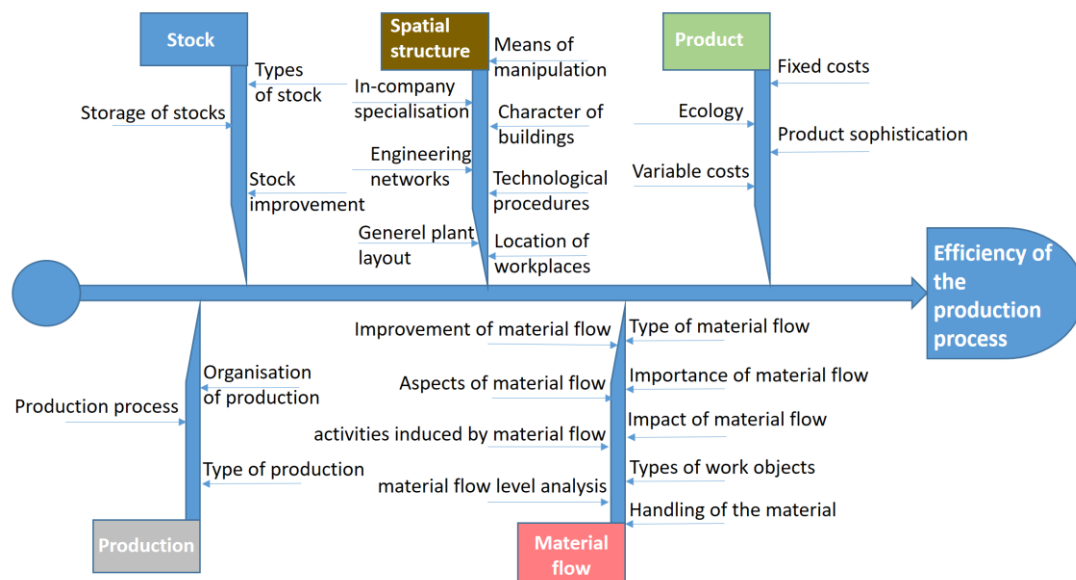 Stock
Types
of stock
Storage of stocks
Stock
improvement
Spatial
structure
Means of
manipulation
In-company
specialisation
Character of
buildings
Engineering
networks
Technological
procedures
Generel plant
layout
Location of
workplaces
Product
Fixed costs
Ecology
Product sophistication
Variable costs
Efficiency of
the
production
process
Organisation
of production
Production process
Type of production
Production
Improvement of material flow
Type of material flow
Aspects of material flow
Importance of material flow
activities induced by material flow
Impact of material flow
material flow level analysis
Types of work objects
Handling of the material
Material
flow